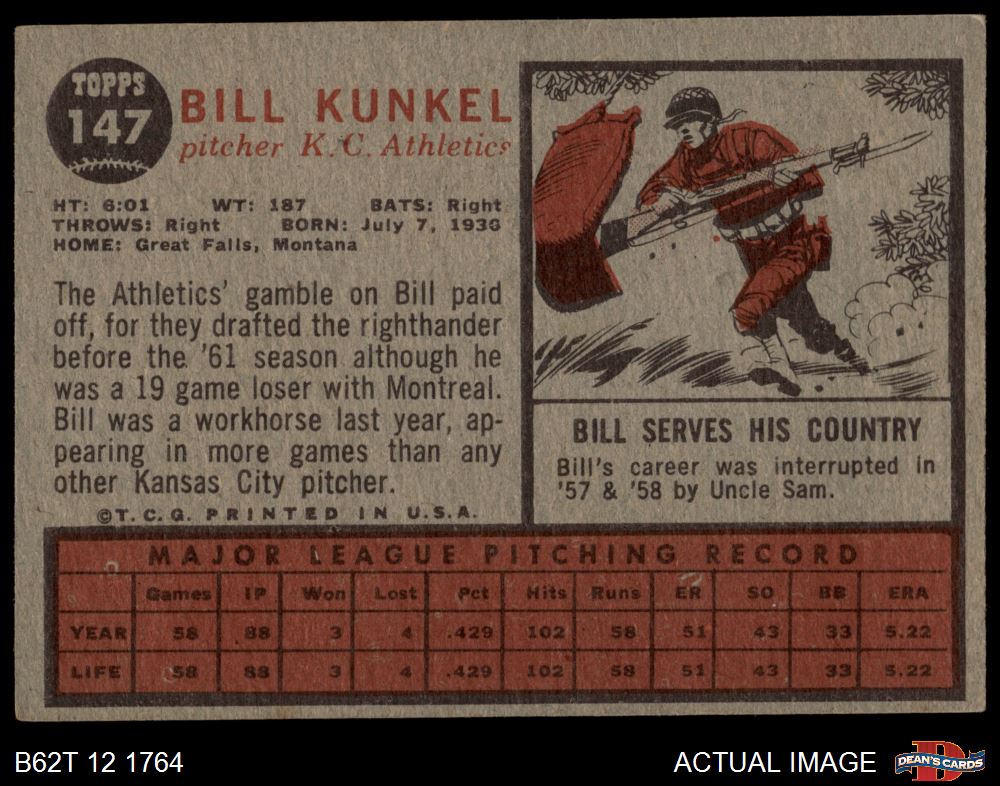 TOPPS
147
BILL KUNKEL
pitcher K.C. Athletics
HT: 6:01 WT: 187 BATS: Right
THROWS: Right BORN: July 7, 1936
HOME: Great Falls, Montana
The Athletics' gamble on Bill paid
off, for they drafted the righthander
before the '61 season although he
was a 19 game loser with Montreal.
Bill was a workhorse last year, ap-
pearing in more games than any
other Kansas City pitcher.
©T.C.G. PRINTED IN U.S.A.
BILL SERVES HIS COUNTRY
Bill's career was interrupted in
'57 & '58 by Uncle Sam.
MAJOR LEAGUE PITCHING RECORD
Games IP Won Lost Pct Hits Runs ER SO BB ERA
YEAR 58 88 3 4 .429 102 58 51 43 33 5.22
LIFE 58 88 3 4 .429 102 58 51 43 33 5.22
B62T 12 1764 ACTUAL IMAGE
D
DEAN'S CARDS